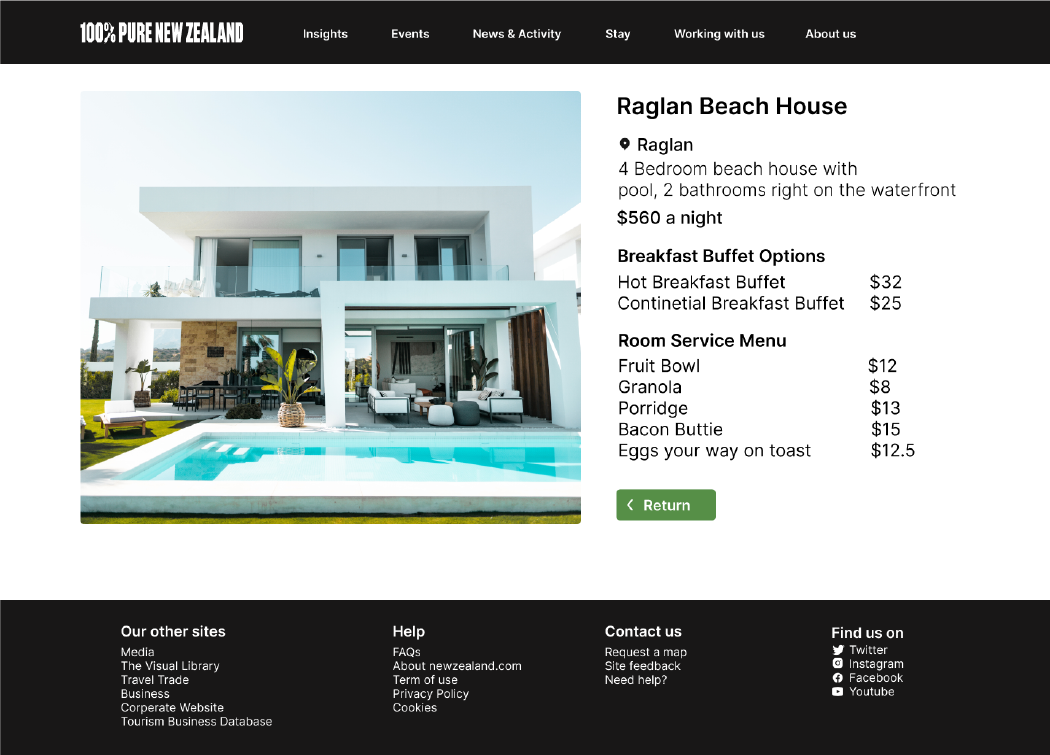 100% PURE NEW ZEALAND
Insights
Events
News & Activity
Stay
Working with us
About us
Raglan Beach House
Raglan
4 Bedroom beach house with
pool, 2 bathrooms right on the waterfront
$560 a night
Breakfast Buffet Options
Hot Breakfast Buffet $32
Continetial Breakfast Buffet $25
Room Service Menu
Fruit Bowl $12
Granola $8
Porridge $13
Bacon Buttie $15
Eggs your way on toast $12.5
Return
Our other sites
Media
The Visual Library
Travel Trade
Business
Corperate Website
Tourism Business Database
Help
FAQs
About newzealand.com
Term of use
Privacy Policy
Cookies
Contact us
Request a map
Site feedback
Need help?
Find us on
Twitter
Instagram
Facebook
Youtube